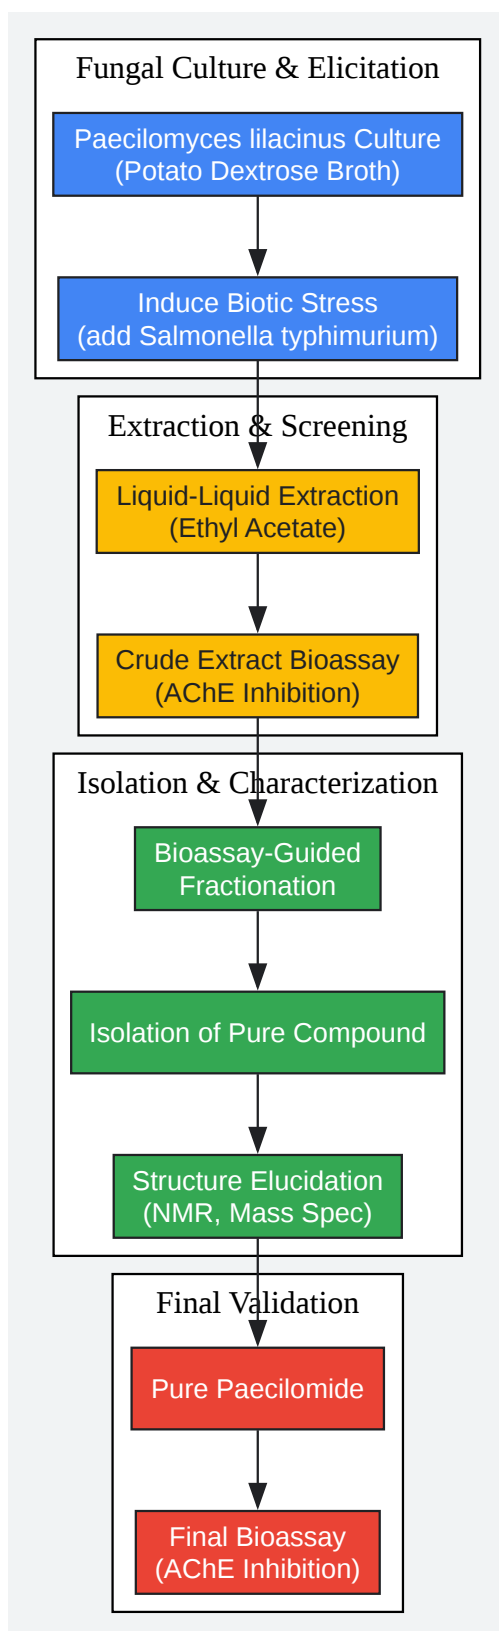 Fungal Culture & Elicitation
Paecilomyces lilacinus Culture
(Potato Dextrose Broth)
Induce Biotic Stress
(add Salmonella typhimurium)
Extraction & Screening
Liquid-Liquid Extraction
(Ethyl Acetate)
Crude Extract Bioassay
(AChE Inhibition)
Isolation & Characterization
Bioassay-Guided
Fractionation
Isolation of Pure Compound
Structure Elucidation
(NMR, Mass Spec)
Final Validation
Pure Paecilomide
Final Bioassay
(AChE Inhibition)